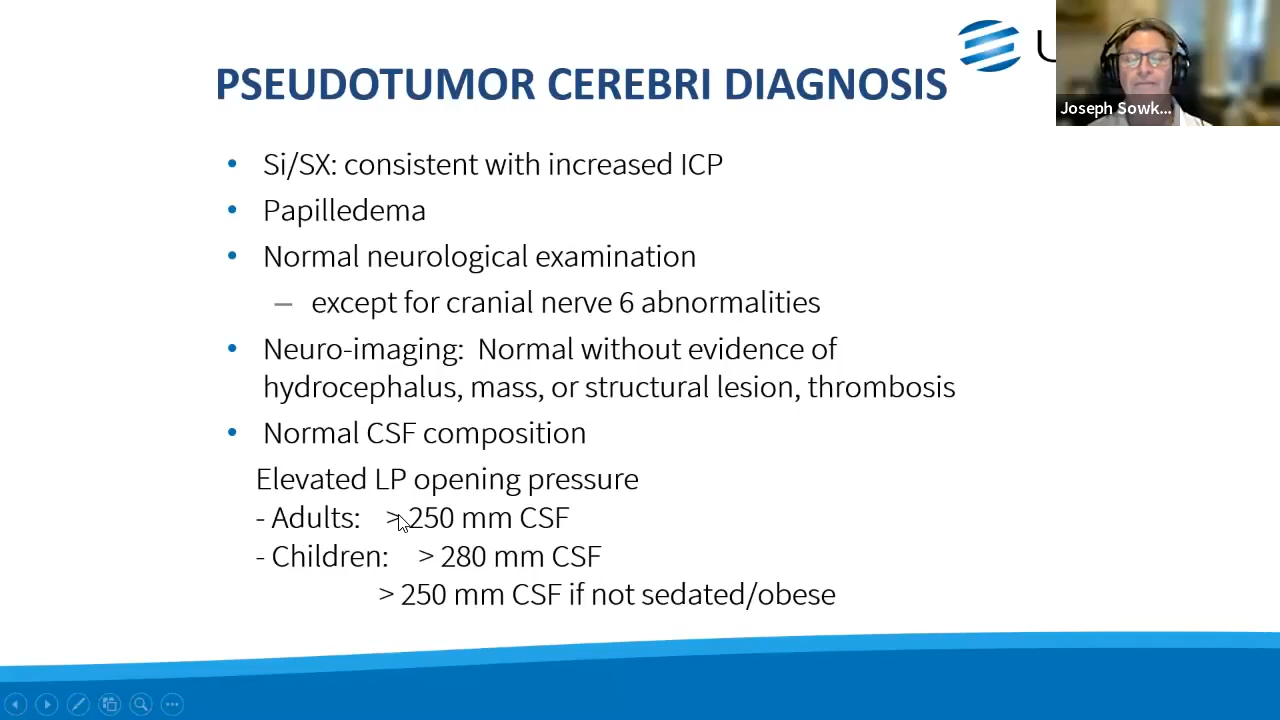 PSEUDOTUMOR CEREBRI DIAGNOSIS
U
Joseph Sowk...
• Si/SX: consistent with increased ICP
• Papilledema
• Normal neurological examination
– except for cranial nerve 6 abnormalities
• Neuro-imaging: Normal without evidence of
hydrocephalus, mass, or structural lesion, thrombosis
• Normal CSF composition
Elevated LP opening pressure
- Adults: > 250 mm CSF
- Children: > 280 mm CSF
> 250 mm CSF if not sedated/obese